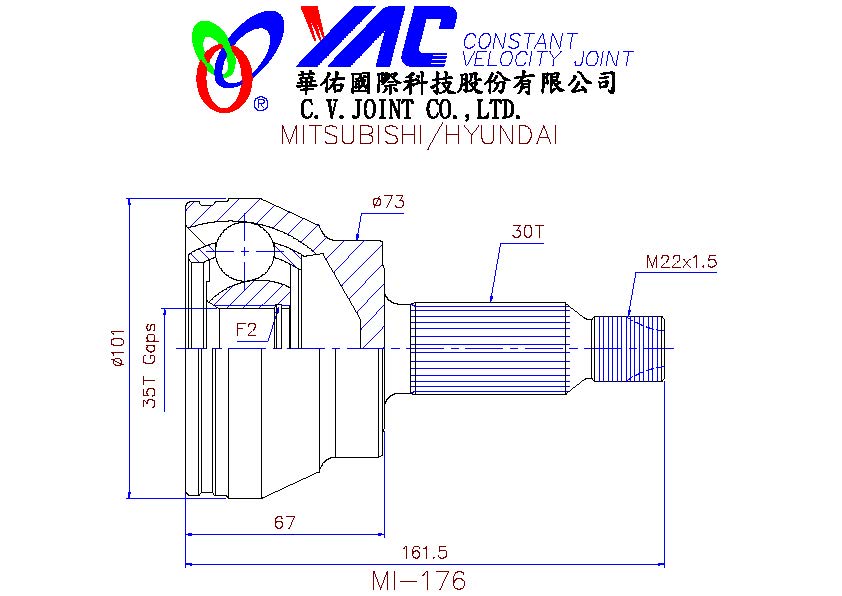 YAC CONSTANT
VELOCITY JOINT
®
華佑國際科技股份有限公司
C.V.JOINT CO.,LTD.
MITSUBISHI/HYUNDAI
ø73
30T
M22x1.5
F2
ø101
35T Gaps
67
161.5
MI-176